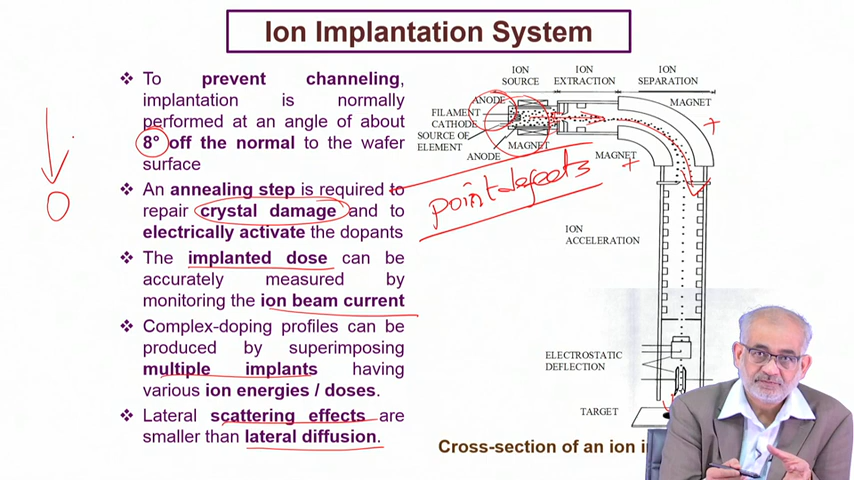 Ion Implantation System
❖ To prevent channeling,
implantation is normally
performed at an angle of about
8° off the normal to the wafer
surface
❖ An annealing step is required to
repair crystal damage and to
electrically activate the dopants
❖ The implanted dose can be
accurately measured by
monitoring the ion beam current
❖ Complex-doping profiles can be
produced by superimposing
multiple implants having
various ion energies / doses.
❖ Lateral scattering effects are
smaller than lateral diffusion.
ION
SOURCE
ION
EXTRACTION
ION
SEPARATION
MAGNET
ANODE
FILAMENT
CATHODE
SOURCE OF
ELEMENT
ANODE
MAGNET
MAGNET
+
+
point defects
ION
ACCELERATION
ELECTROSTATIC
DEFLECTION
TARGET
Cross-section of an ion